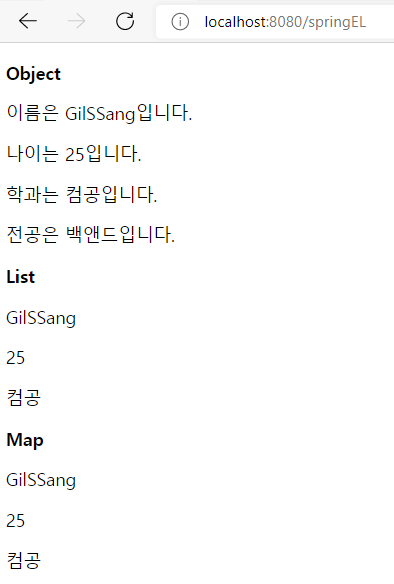 localhost:8080/springEL
Object
이름은 GilSSang입니다.
나이는 25입니다.
학과는 컴공입니다.
전공은 백앤드입니다.
List
GilSSang
25
컴공
Map
GilSSang
25
컴공